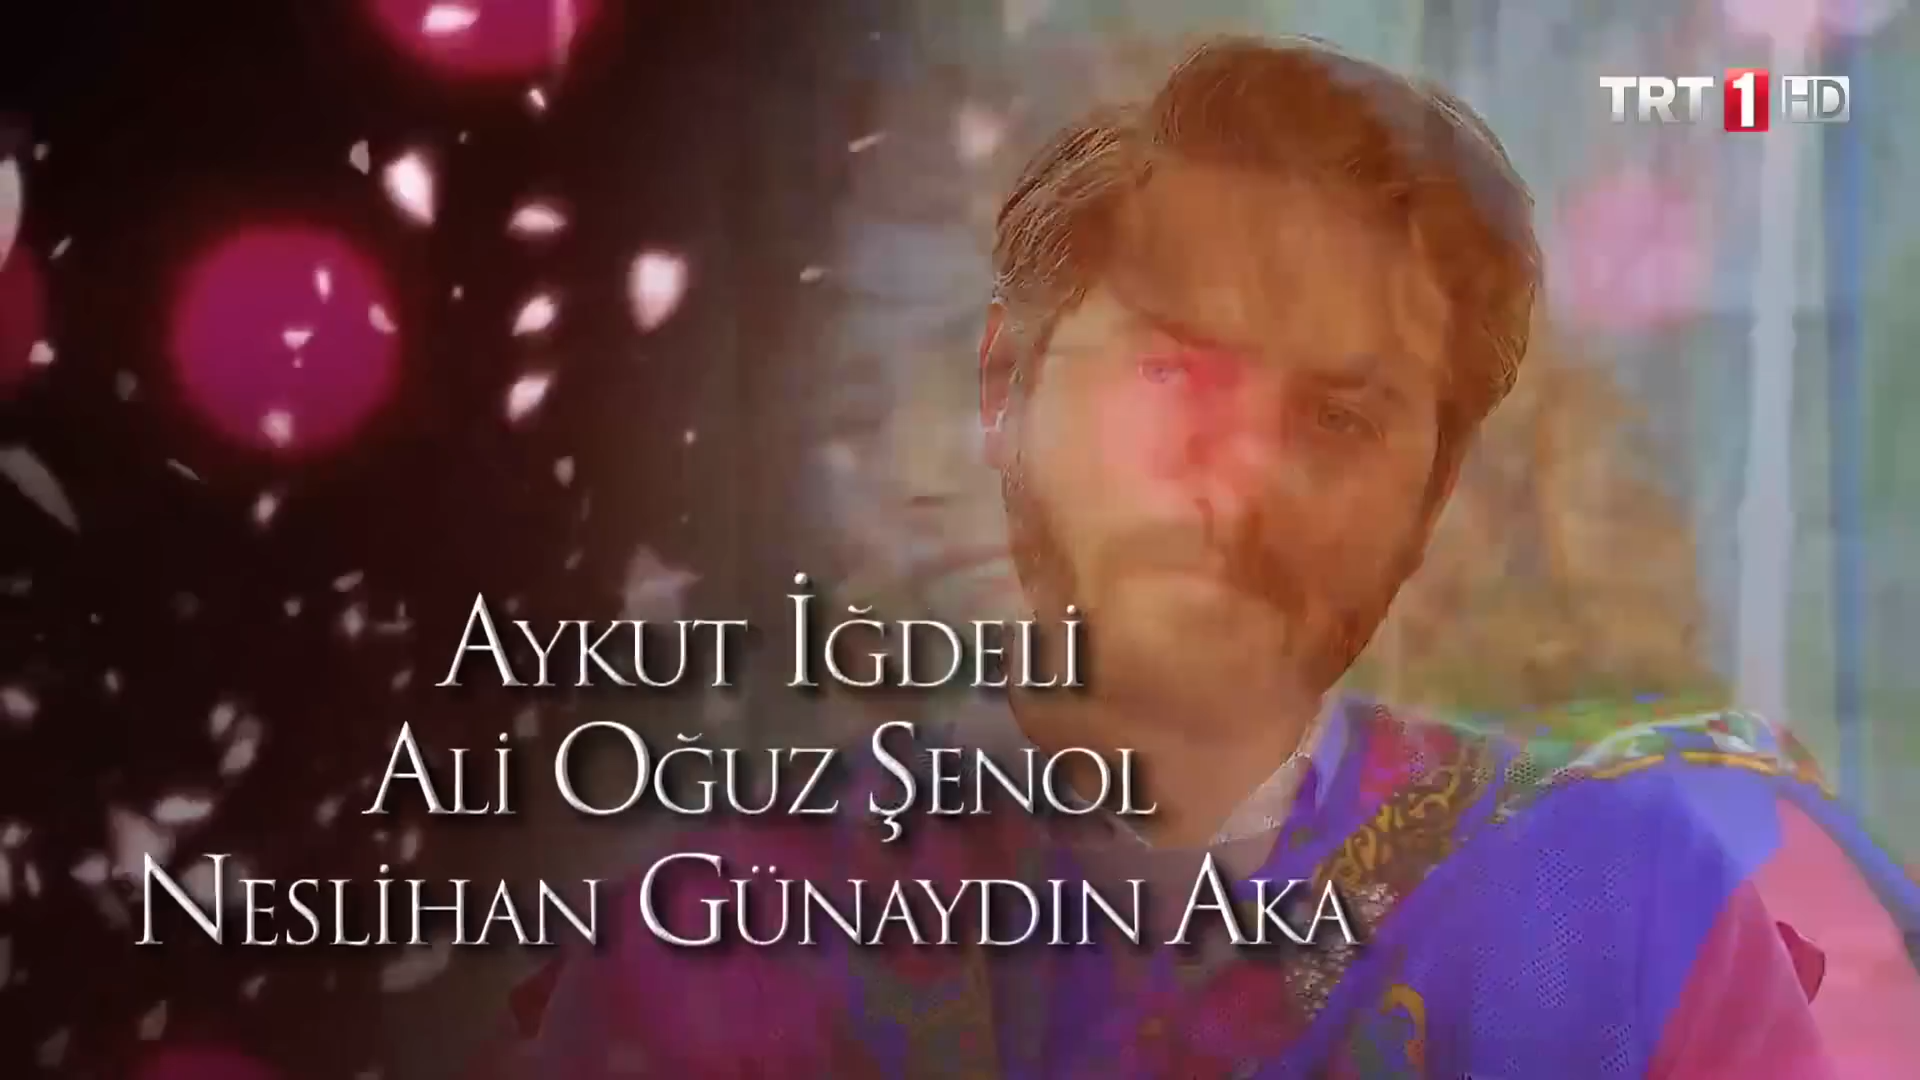 TRT 1 HD
AYKUT İĞDELİ
ALİ OĞUZ ŞENOL
NESLİHAN GÜNAYDIN AKA